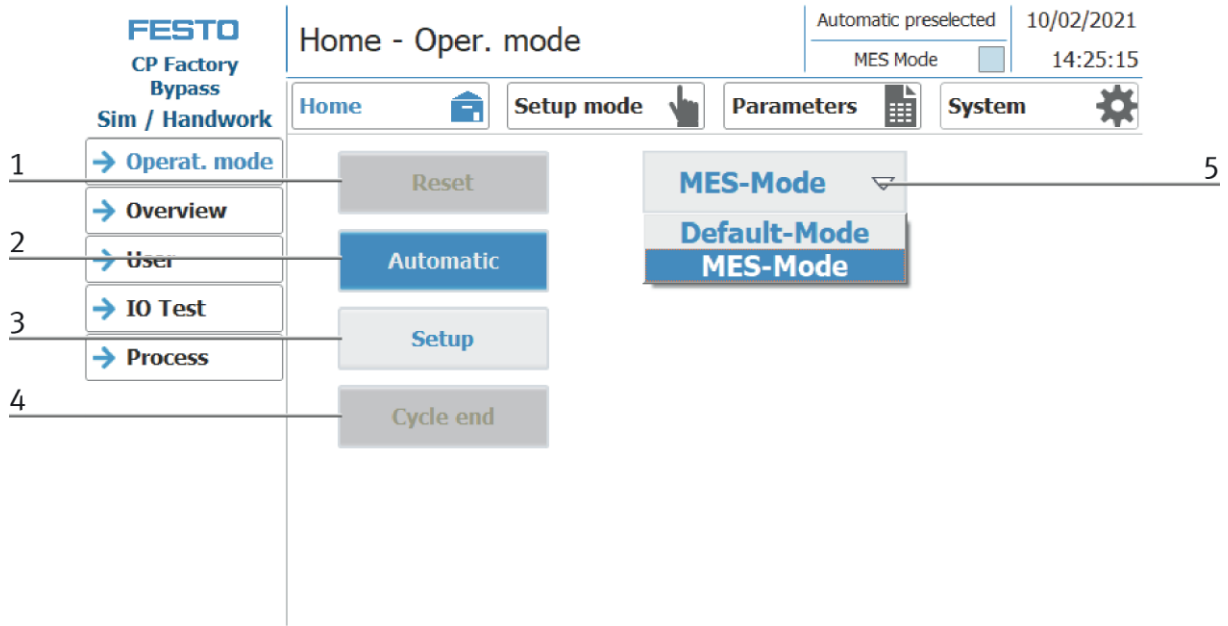 FESTO
CP Factory
Bypass
Sim / Handwork
Home - Oper. mode
Automatic preselected
MES Mode
10/02/2021
14:25:15
Home
Setup mode
Parameters
System
1
2
3
4
Operat. mode
Overview
User
IO Test
Process
Reset
Automatic
Setup
Cycle end
MES-Mode
Default-Mode
MES-Mode
5